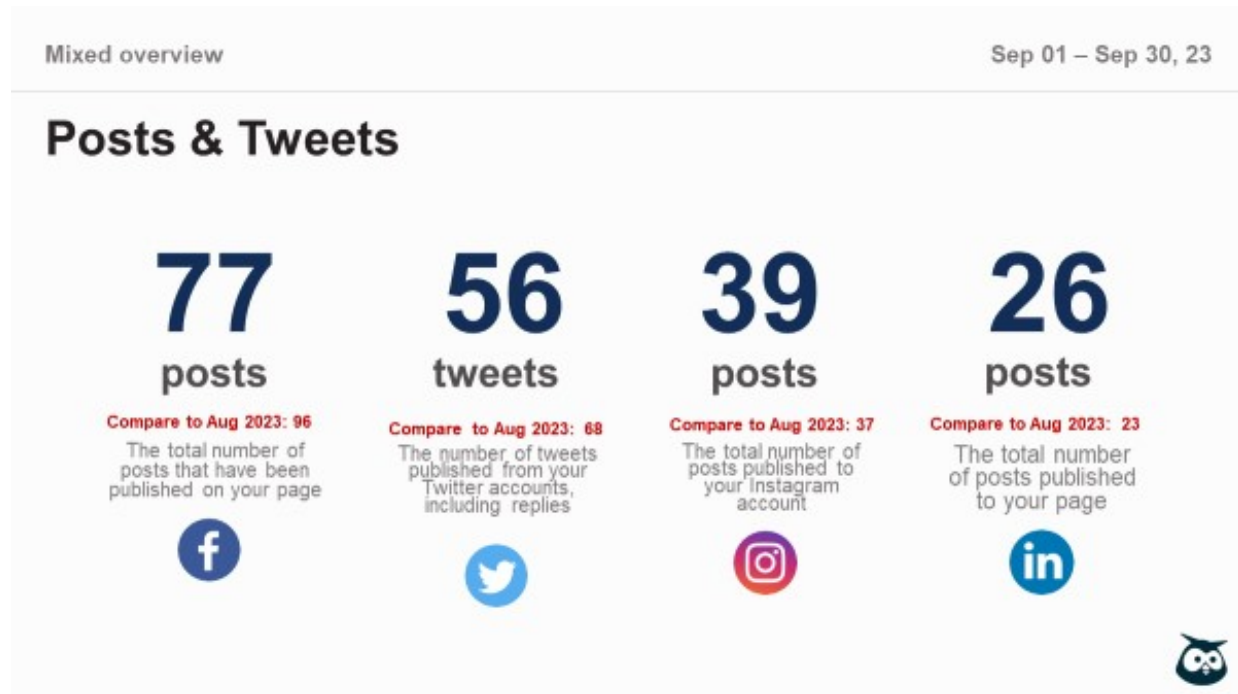 Mixed overview
Sep 01 – Sep 30, 23
Posts & Tweets
77
posts
Compare to Aug 2023: 96
The total number of
posts that have been
published on your page
56
tweets
Compare to Aug 2023: 68
The number of tweets
published from your
Twitter accounts,
including replies
39
posts
Compare to Aug 2023: 37
The total number of
posts published to
your Instagram
account
26
posts
Compare to Aug 2023: 23
The total number
of posts published
to your page
f
in